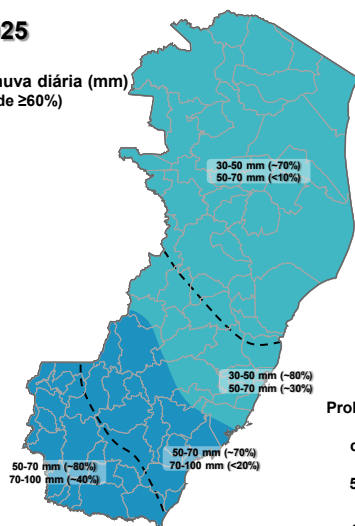 25
uva diária (mm)
de ≥60%)
30-50 mm (~70%)
50-70 mm (<10%)
30-50 mm (~80%)
50-70 mm (~30%)
Prol
50-70 mm (~70%)
70-100 mm (<20%)
50-70 mm (~80%)
70-100 mm (~40%)
5